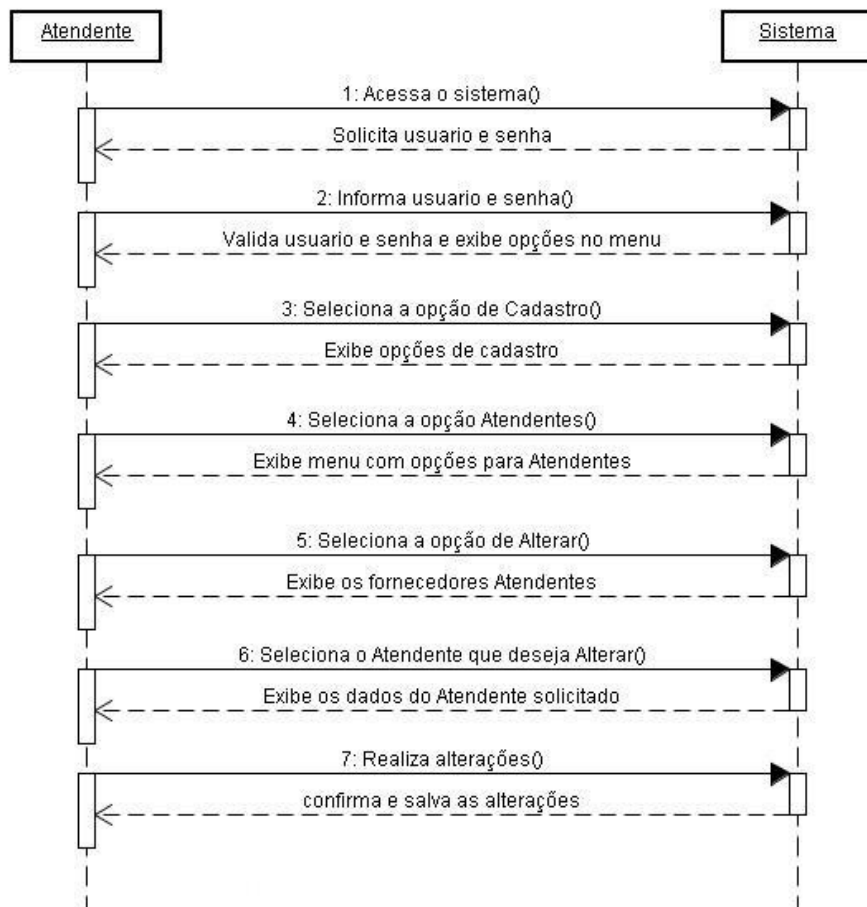 Atendente
Sistema
1: Acessa o sistema()
Solicita usuario e senha
2: Informa usuario e senha()
Valida usuario e senha e exibe opções no menu
3: Seleciona a opção de Cadastro()
Exibe opções de cadastro
4: Seleciona a opção Atendentes()
Exibe menu com opções para Atendentes
5: Seleciona a opção de Alterar()
Exibe os fornecedores Atendentes
6: Seleciona o Atendente que deseja Alterar()
Exibe os dados do Atendente solicitado
7: Realiza alterações()
confirma e salva as alterações